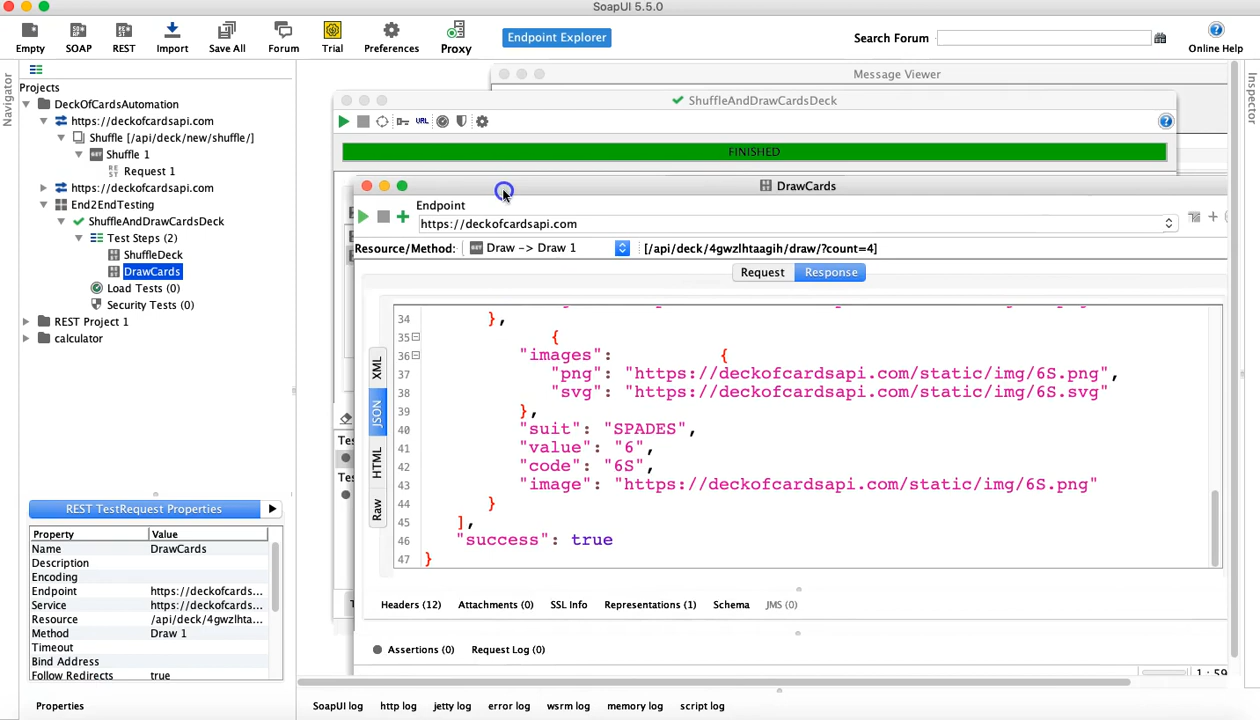 SoapUI 5.5.0
Empty
SOAP
REST
Import
Save All
Forum
Trial
Preferences
Proxy
Endpoint Explorer
Search Forum
Online Help
Navigator
Inspector
Projects
DeckOfCardsAutomation
https://deckofcardsapi.com
Shuffle [/api/deck/new/shuffle/]
Shuffle 1
Request 1
https://deckofcardsapi.com
End2EndTesting
ShuffleAndDrawCardsDeck
Test Steps (2)
ShuffleDeck
DrawCards
Load Tests (0)
Security Tests (0)
REST Project 1
calculator
REST TestRequest Properties
Property Value
Name DrawCards
Description
Encoding
Endpoint https://deckofcards...
Service https://deckofcards...
Resource /api/deck/4gwzlhta...
Method Draw 1
Timeout
Bind Address
Follow Redirects true
Properties
Message Viewer
ShuffleAndDrawCardsDeck
URL
FINISHED
DrawCards
Endpoint
https://deckofcardsapi.com
Resource/Method: Draw -> Draw 1 [/api/deck/4gwzlhtaagih/draw/?count=4]
Request Response
XML
JSON
HTML
Raw
34 },
35 {
36 "images": {
37 "png": "https://deckofcardsapi.com/static/img/6S.png",
38 "svg": "https://deckofcardsapi.com/static/img/6S.svg"
39 },
40 "suit": "SPADES",
41 "value": "6",
42 "code": "6S",
43 "image": "https://deckofcardsapi.com/static/img/6S.png"
44 }
45 ],
46 "success": true
47 }
Headers (12) Attachments (0) SSL Info Representations (1) Schema JMS (0)
Assertions (0) Request Log (0)
1 : 59
SoapUI log http log jetty log error log wsrm log memory log script log